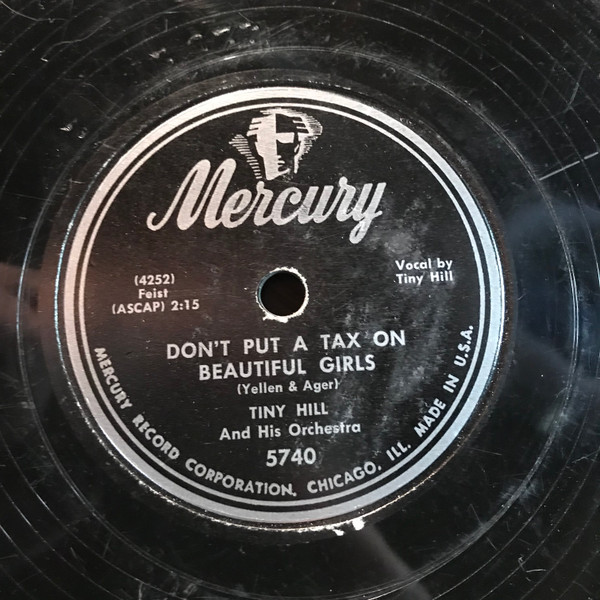 Mercury
(4252)
Feist
(ASCAP) 2:15
Vocal by
Tiny Hill
DON'T PUT A TAX ON
BEAUTIFUL GIRLS
(Yellen & Ager)
TINY HILL
And His Orchestra
5740
MERCURY RECORD CORPORATION, CHICAGO, ILL. MADE IN U.S.A.